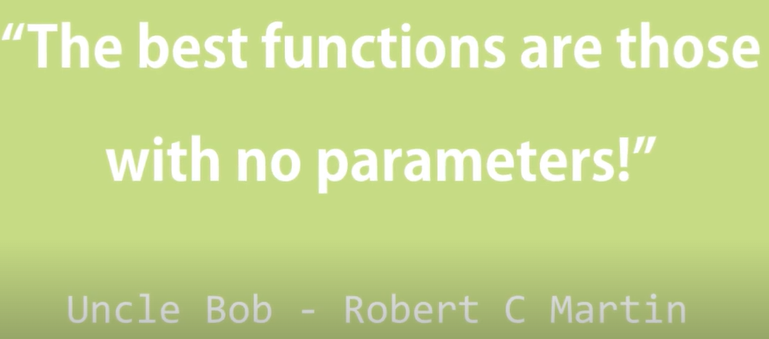 “The best functions are those
with no parameters!”
Uncle Bob - Robert C Martin